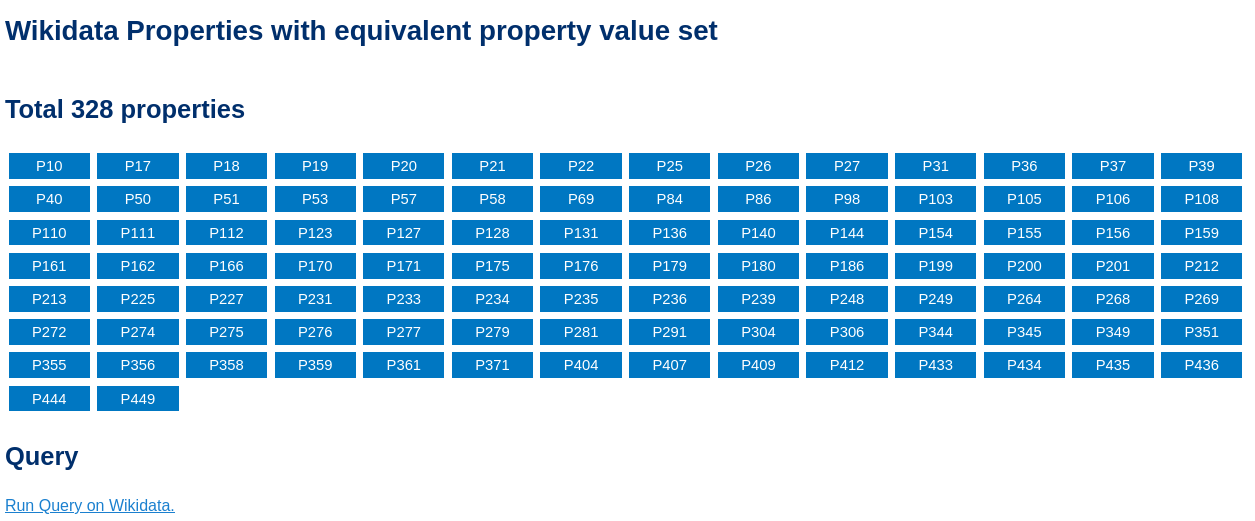 Wikidata Properties with equivalent property value set
Total 328 properties
P10 P17 P18 P19 P20 P21 P22 P25 P26 P27 P31 P36 P37 P39
P40 P50 P51 P53 P57 P58 P69 P84 P86 P98 P103 P105 P106 P108
P110 P111 P112 P123 P127 P128 P131 P136 P140 P144 P154 P155 P156 P159
P161 P162 P166 P170 P171 P175 P176 P179 P180 P186 P199 P200 P201 P212
P213 P225 P227 P231 P233 P234 P235 P236 P239 P248 P249 P264 P268 P269
P272 P274 P275 P276 P277 P279 P281 P291 P304 P306 P344 P345 P349 P351
P355 P356 P358 P359 P361 P371 P404 P407 P409 P412 P433 P434 P435 P436
P444 P449
Query
Run Query on Wikidata.